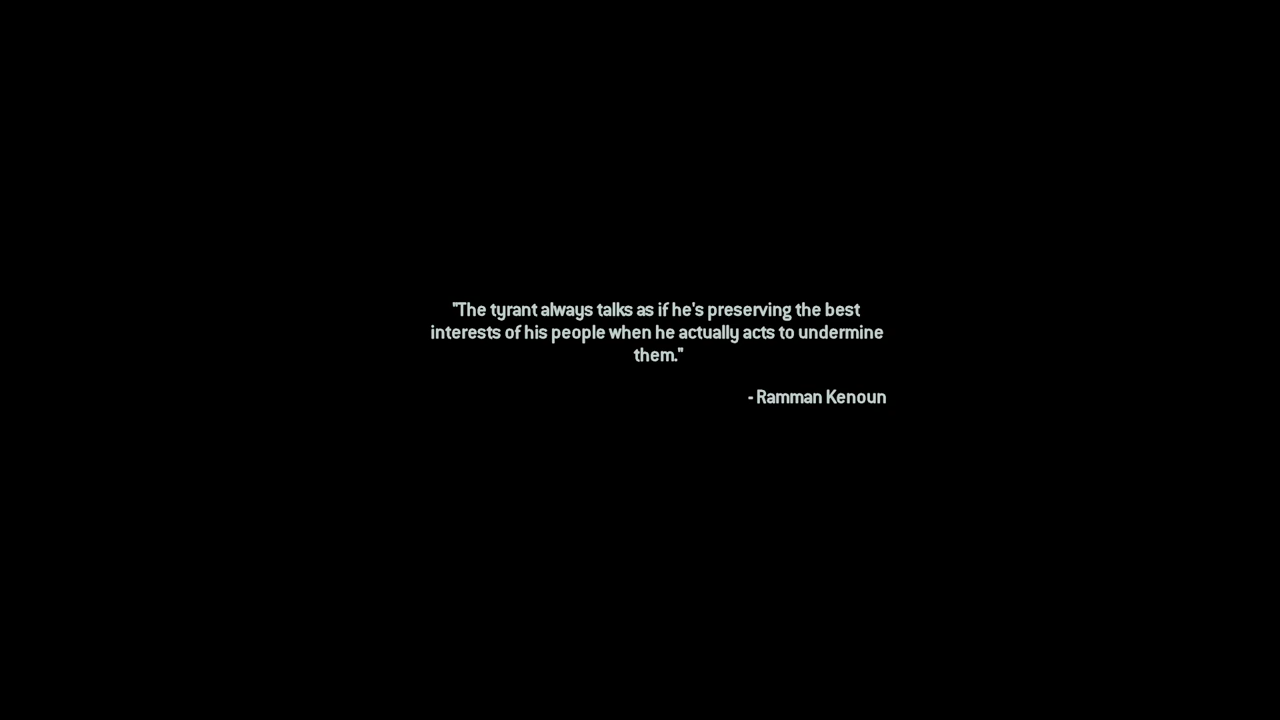 "The tyrant always talks as if he's preserving the best
interests of his people when he actually acts to undermine
them."
- Ramman Kenoun